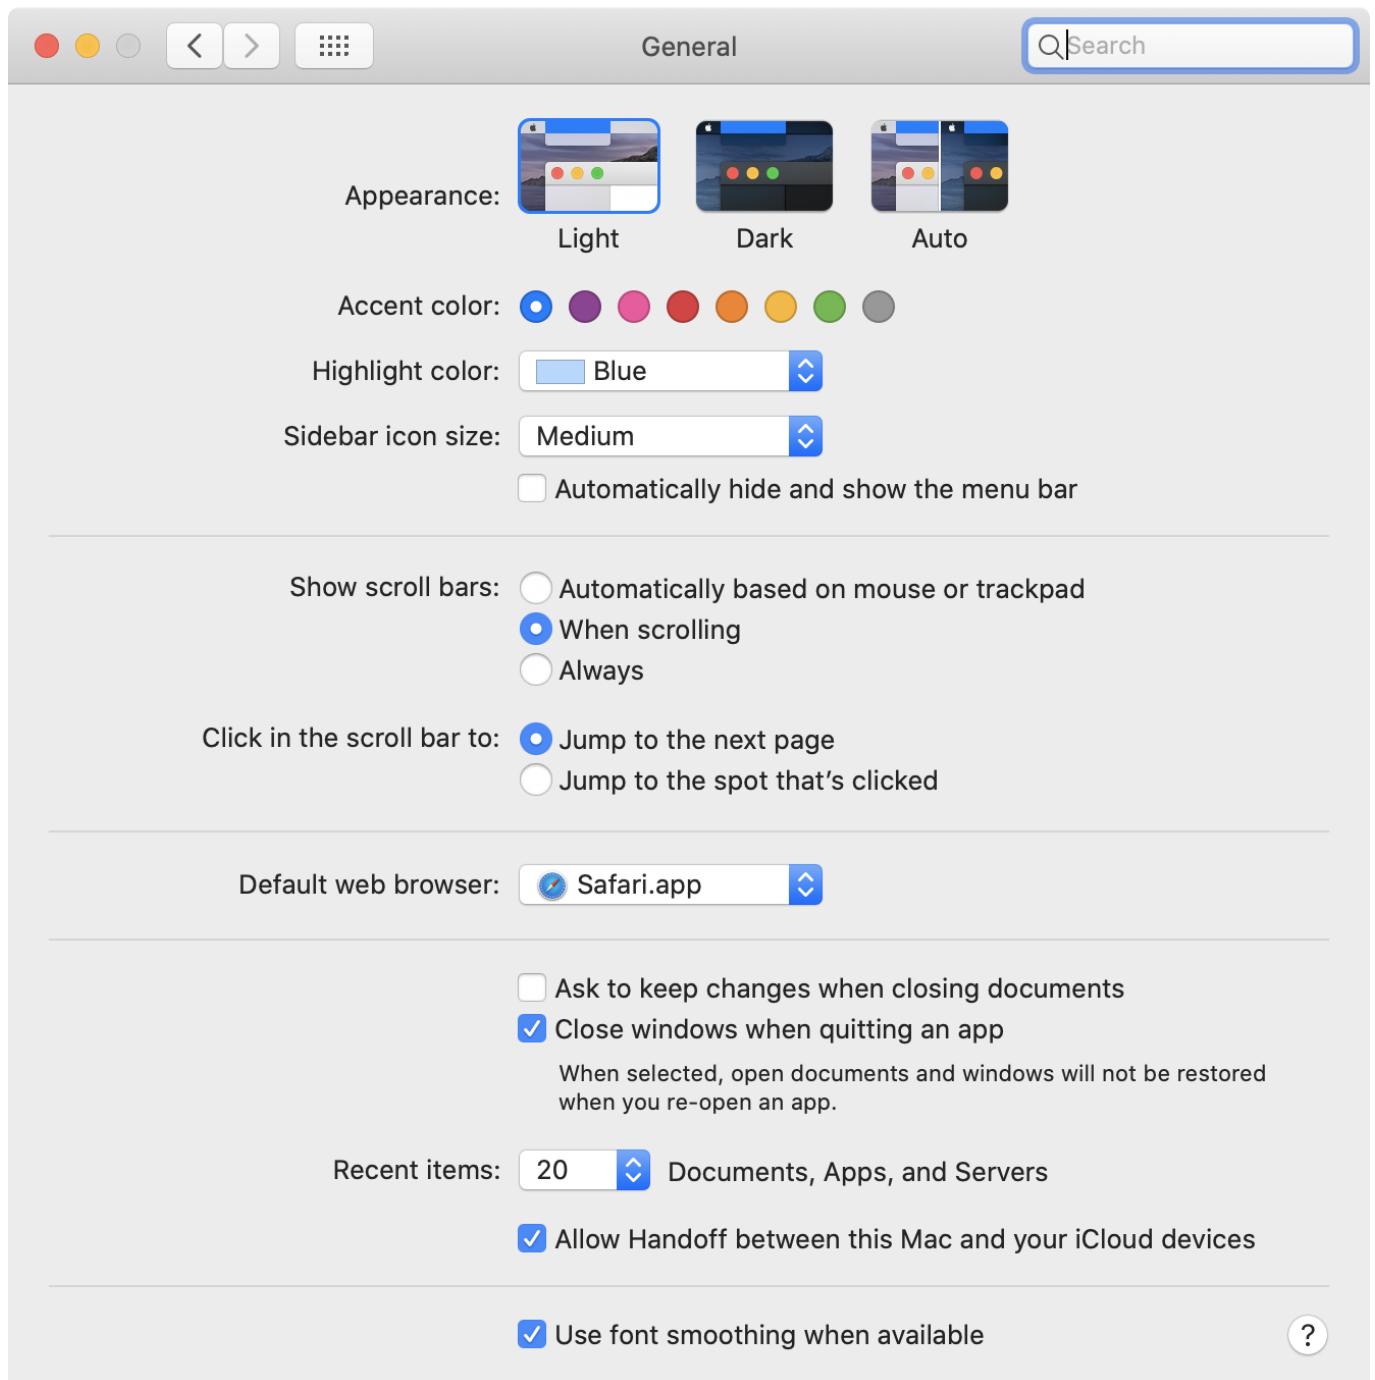 General
Search
Appearance:
Light Dark Auto
Accent color:
Highlight color: Blue
Sidebar icon size: Medium
Automatically hide and show the menu bar
Show scroll bars: Automatically based on mouse or trackpad
When scrolling
Always
Click in the scroll bar to: Jump to the next page
Jump to the spot that’s clicked
Default web browser: Safari.app
Ask to keep changes when closing documents
Close windows when quitting an app
When selected, open documents and windows will not be restored
when you re-open an app.
Recent items: 20 Documents, Apps, and Servers
Allow Handoff between this Mac and your iCloud devices
Use font smoothing when available
?